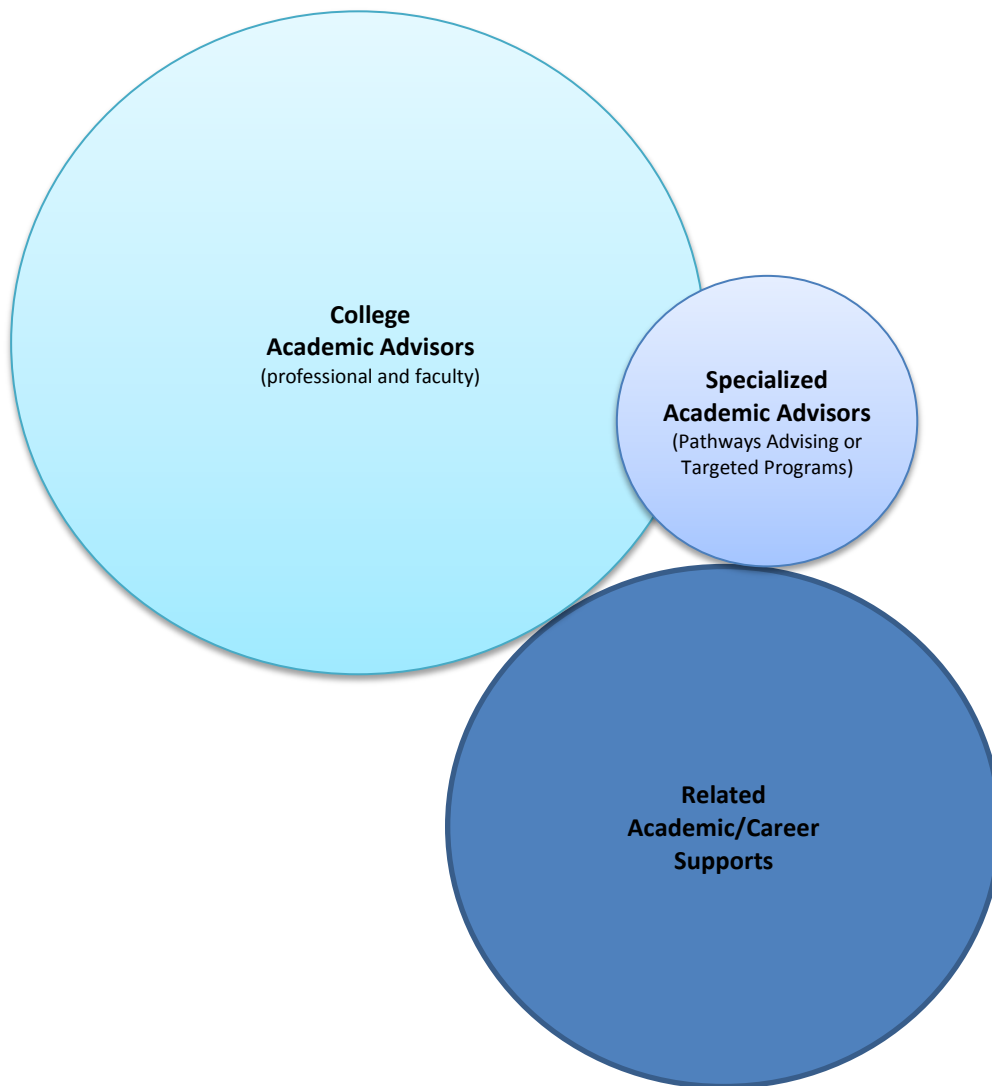 College
Academic Advisors
(professional and faculty)
Specialized
Academic Advisors
(Pathways Advising or
Targeted Programs)
Related
Academic/Career
Supports